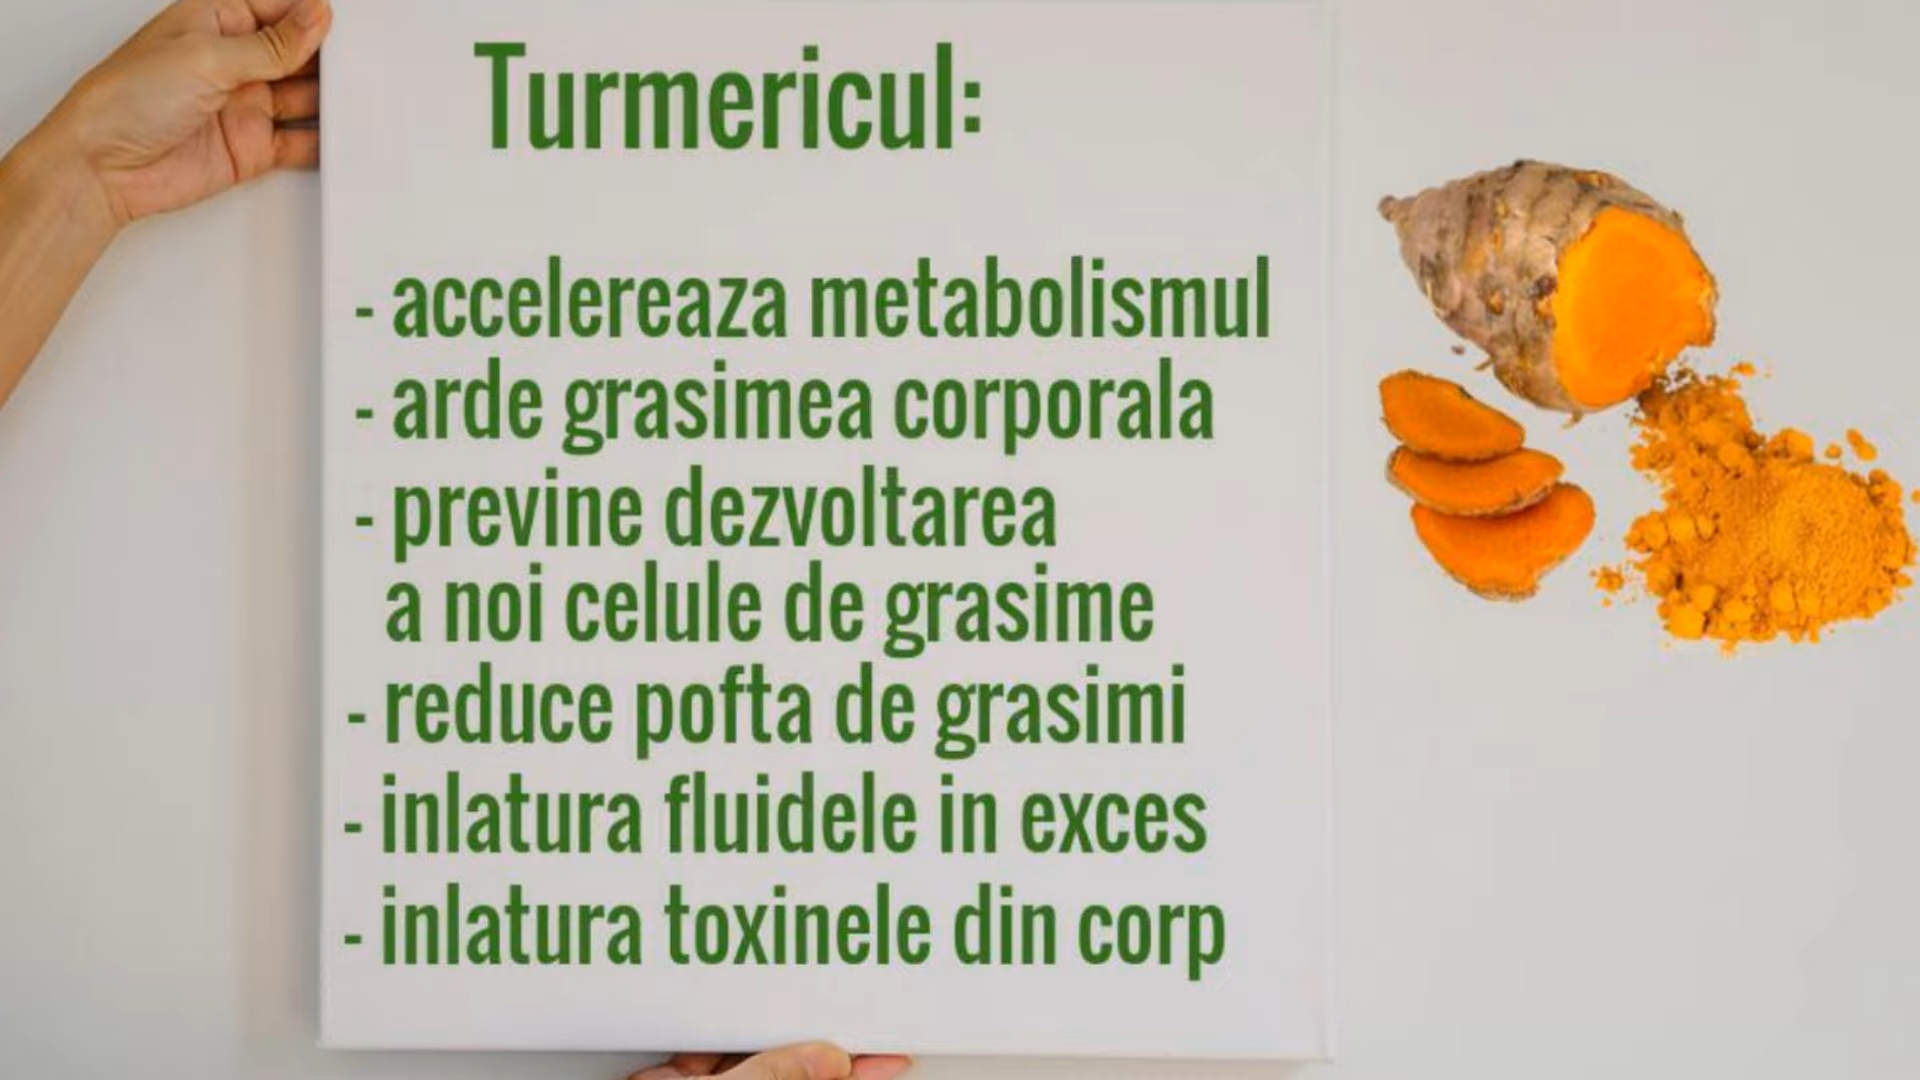 Turmericul:
- accelereaza metabolismul
- arde grasimea corporala
- previne dezvoltarea
a noi celule de grasime
- reduce pofta de grasimi
- inlatura fluidele in exces
- inlatura toxinele din corp